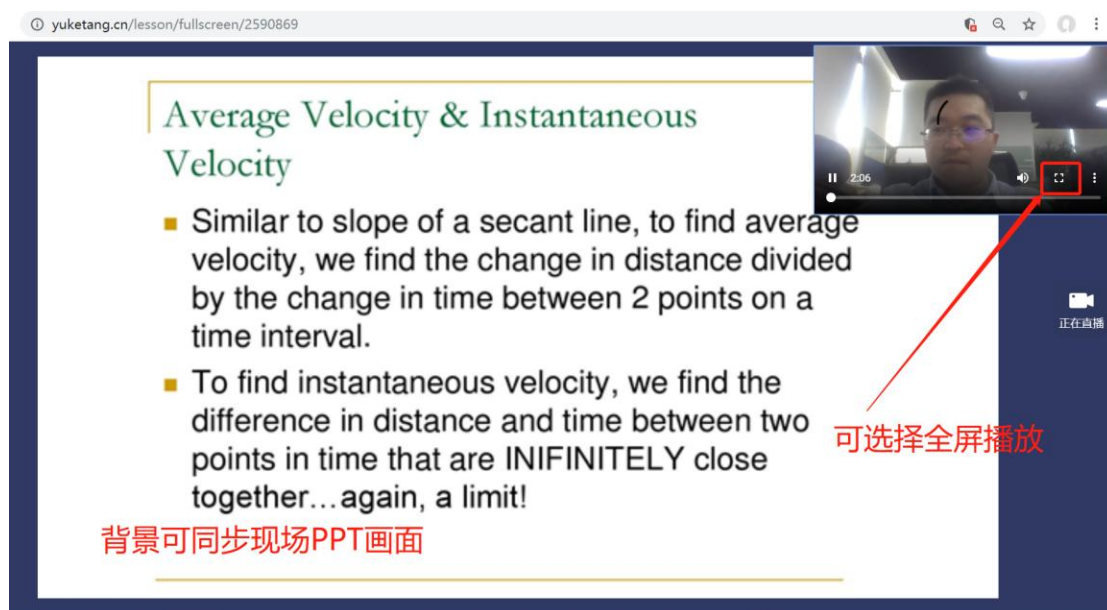 yuketang.cn/lesson/fullscreen/2590869
Average Velocity & Instantaneous
Velocity
2:06
Similar to slope of a secant line, to find average
velocity, we find the change in distance divided
by the change in time between 2 points on a
time interval.
正在直播
To find instantaneous velocity, we find the
difference in distance and time between two
points in time that are INIFINITELY close
together…again, a limit!
可选择全屏播放
背景可同步现场PPT画面